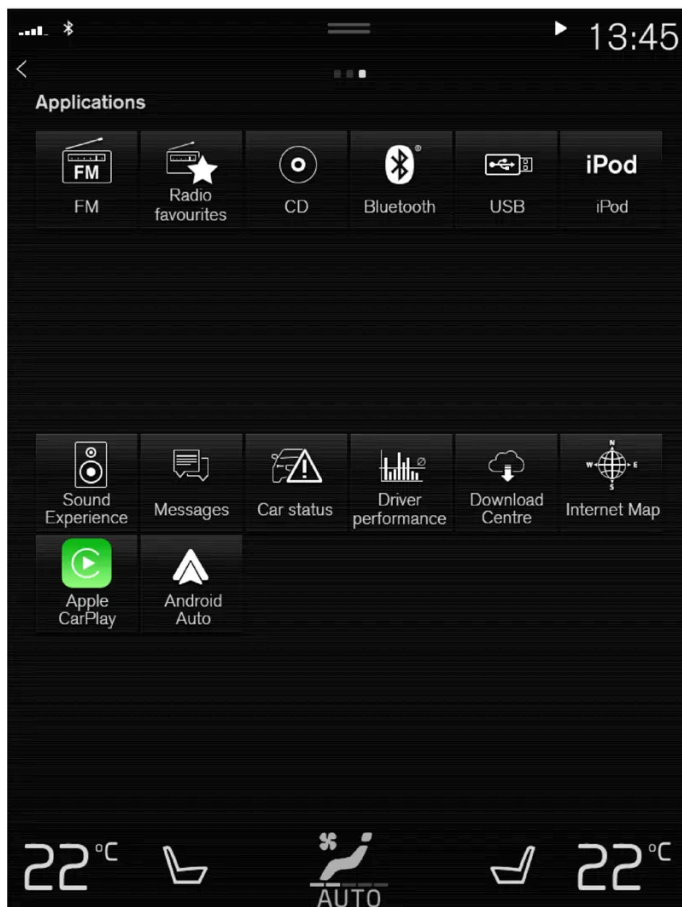 13:45
Applications
FM
FM
Radio
favourites
CD
Bluetooth
USB
iPod
iPod
Sound
Experience
Messages
Car status
Driver
performance
Download
Centre
N
W E
S
Internet Map
Apple
CarPlay
Android
Auto
22°C
22°C
AUTO